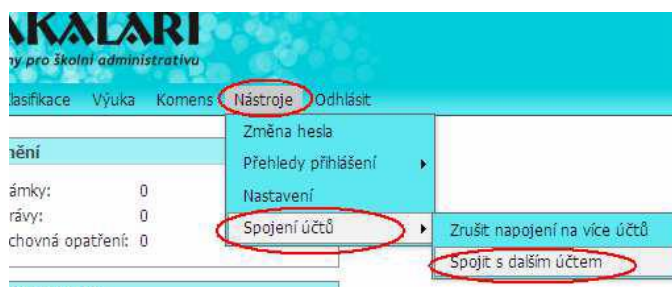 AKALARI
ny pro školní administrativu
lasifikace Výuka Komens Nástroje Odhlásit
Změna hesla
Přehledy přihlášení
Nastavení
Spojení účtů
Zrušit napojení na více účtů
Spojit s dalším účtem
nění
ámky: 0
rávy: 0
chovná opatření: 0